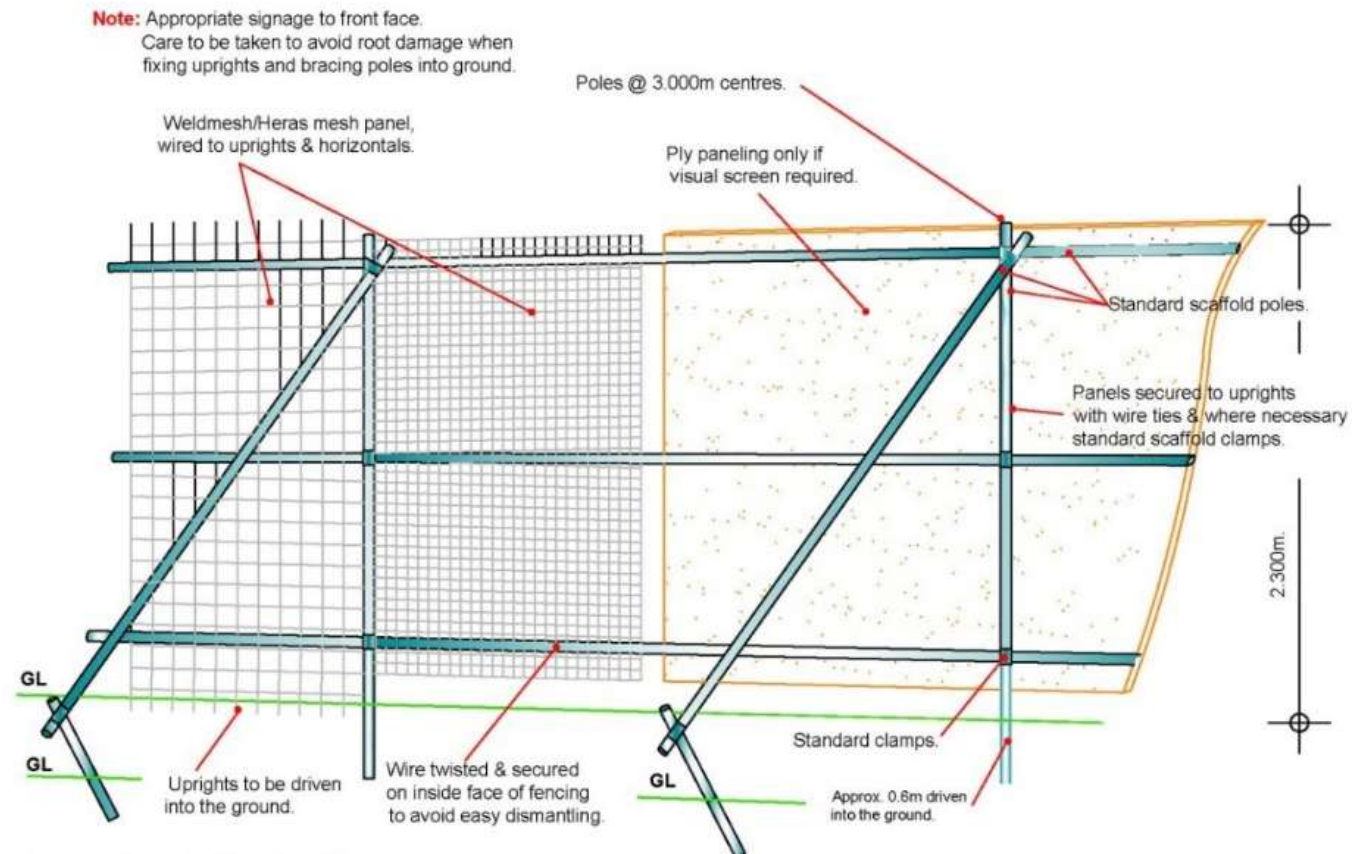 Note: Appropriate signage to front face.
Care to be taken to avoid root damage when
fixing uprights and bracing poles into ground.
Poles @ 3.000m centres.
Weldmesh/Heras mesh panel,
wired to uprights & horizontals.
Ply paneling only if
visual screen required.
Standard scaffold poles.
Panels secured to uprights
with wire ties & where necessary
standard scaffold clamps.
2.300m.
GL
GL
Uprights to be driven
into the ground.
Wire twisted & secured
on inside face of fencing
to avoid easy dismantling.
Standard clamps.
GL
Approx. 0.6m driven
into the ground.